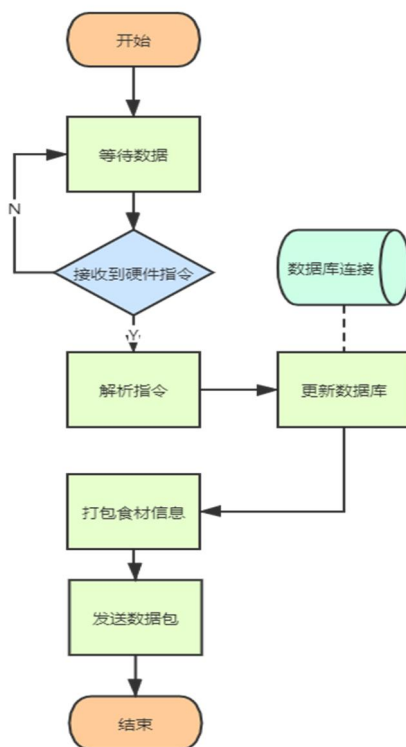 开始
等待数据
N
接收到硬件指令
数据库连接
Y
解析指令
更新数据库
打包食材信息
发送数据包
结束